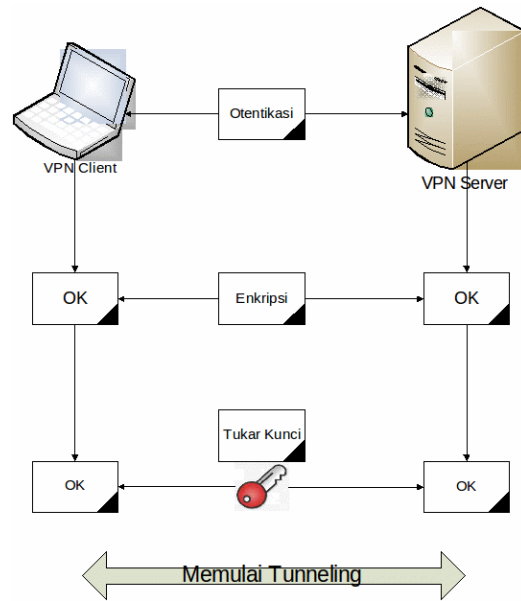 Otentikasi
VPN Client
VPN Server
OK
Enkripsi
OK
Tukar Kunci
OK
OK
Memulai Tunneling